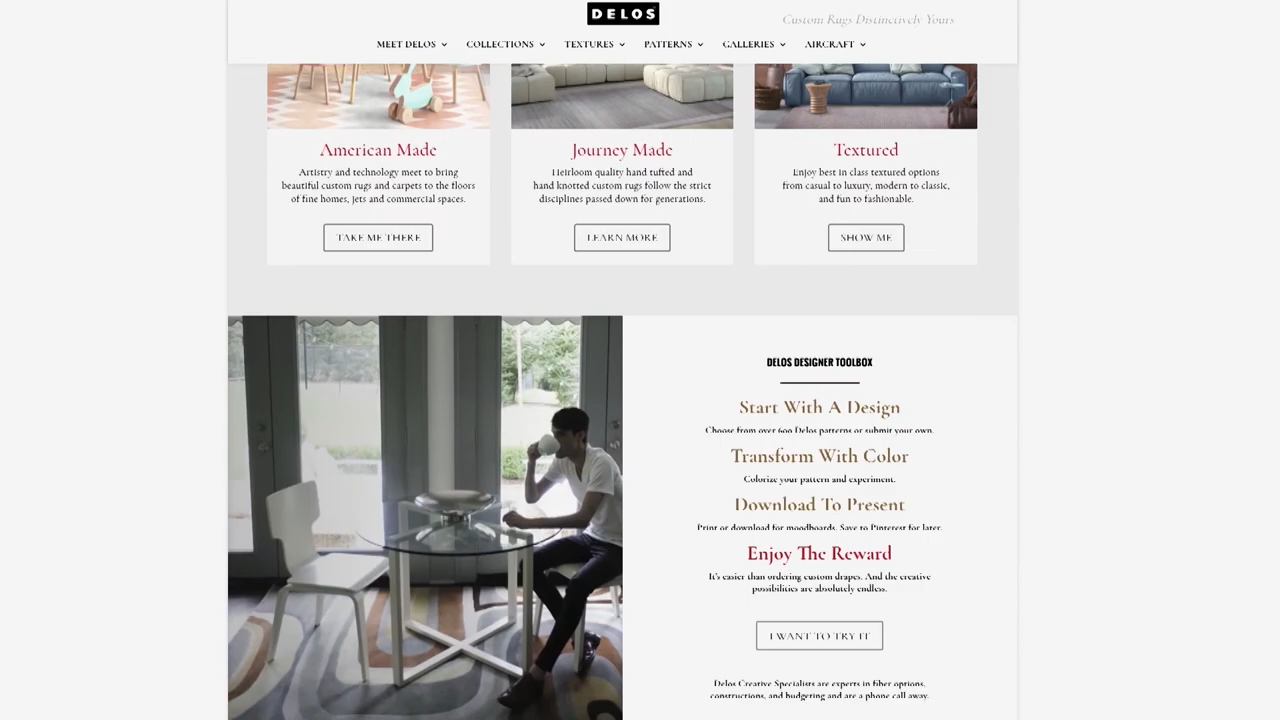 DELOS
Custom Rugs Distinctively Yours
MEET DELOS COLLECTIONS TEXTURES PATTERNS GALLERIES AIRCRAFT
American Made
Artistry and technology meet to bring
beautiful custom rugs and carpets to the floors
of fine homes, jets and commercial spaces.
TAKE ME THERE
Journey Made
Heirloom quality hand tufted and
hand knotted custom rugs follow the strict
disciplines passed down for generations.
LEARN MORE
Textured
Enjoy best in class textured options
from casual to luxury, modern to classic,
and fun to fashionable.
SHOW ME
DELOS DESIGNER TOOLBOX
Start With A Design
Choose from over 600 Delos patterns or submit your own.
Transform With Color
Colorize your pattern and experiment.
Download To Present
Print or download for moodboards. Save to Pinterest for later.
Enjoy The Reward
It's easier than ordering custom drapes. And the creative
possibilities are absolutely endless.
I WANT TO TRY IT
Delos Creative Specialists are experts in fiber options,
constructions, and budgeting and are a phone call away.